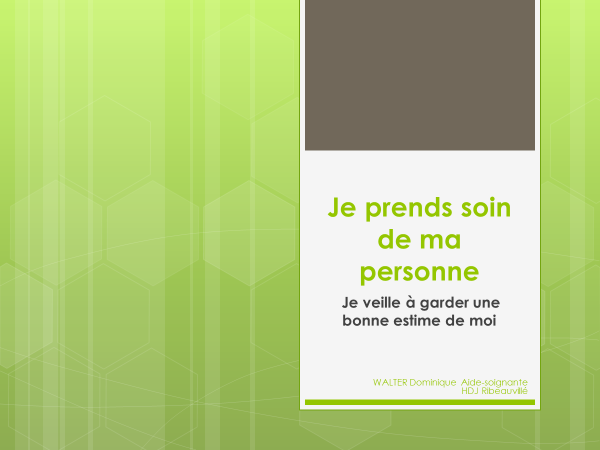 Je prends soin
de ma
personne
Je veille à garder une
bonne estime de moi
WALTER Dominique Aide-soignante
HDJ Ribeauvillé